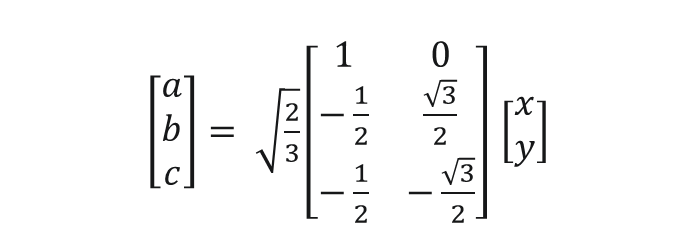 [a b c] = √(2/3) [1 0; −1/2 √3/2; −1/2 −√3/2] [x y]